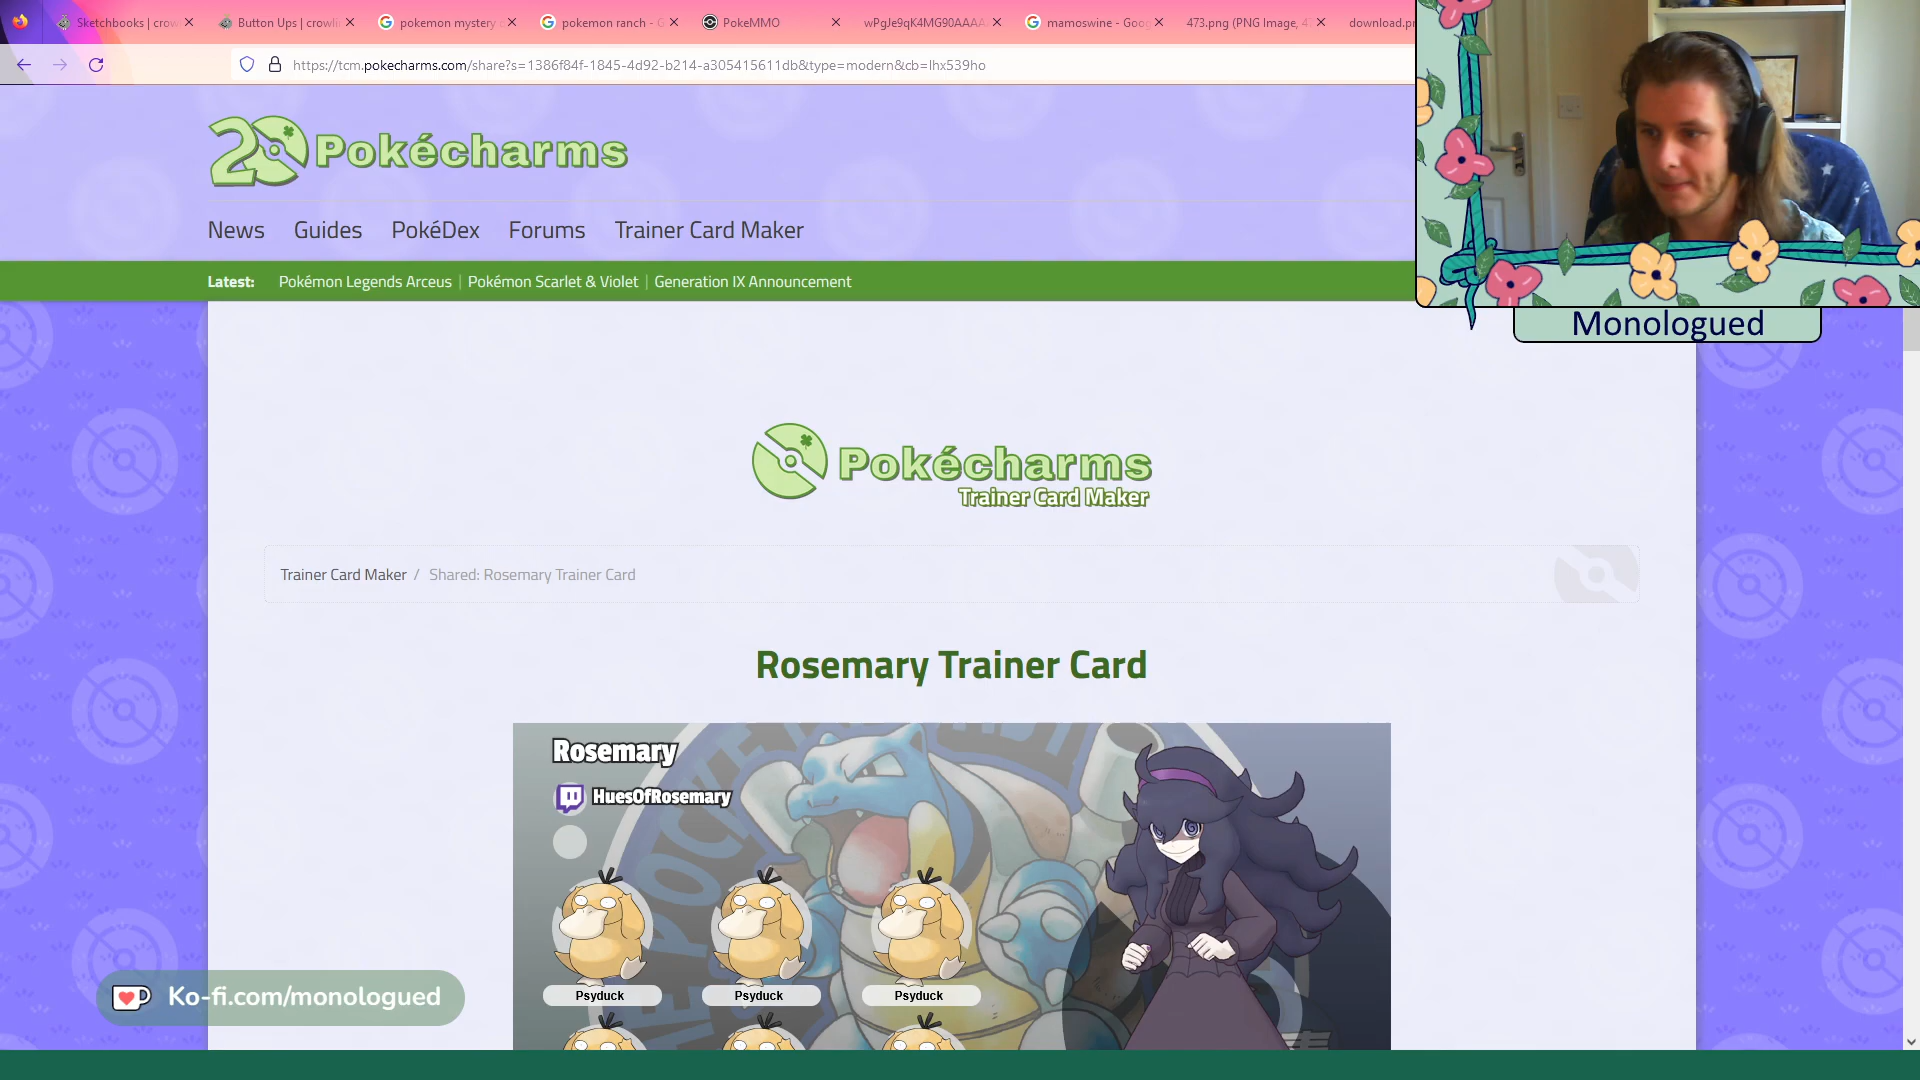 Sketchbooks | crow
Button Ups | crowli
pokemon mystery
pokemon ranch - G
PokeMMO
wPgJe9qK4MG90AAAA
mamoswine - Goo
473.png (PNG Image, 4
download.pn
https://tcm.pokecharms.com/share?s=1386f84f-1845-4d92-b214-a305415611db&type=modern&cb=lhx539ho
20 Pokécharms
News Guides PokéDex Forums Trainer Card Maker
Latest: Pokémon Legends Arceus | Pokémon Scarlet & Violet | Generation IX Announcement
Monologued
Pokécharms
Trainer Card Maker
Trainer Card Maker / Shared: Rosemary Trainer Card
Rosemary Trainer Card
Rosemary
HuesOfRosemary
Psyduck Psyduck Psyduck
Ko-fi.com/monologued